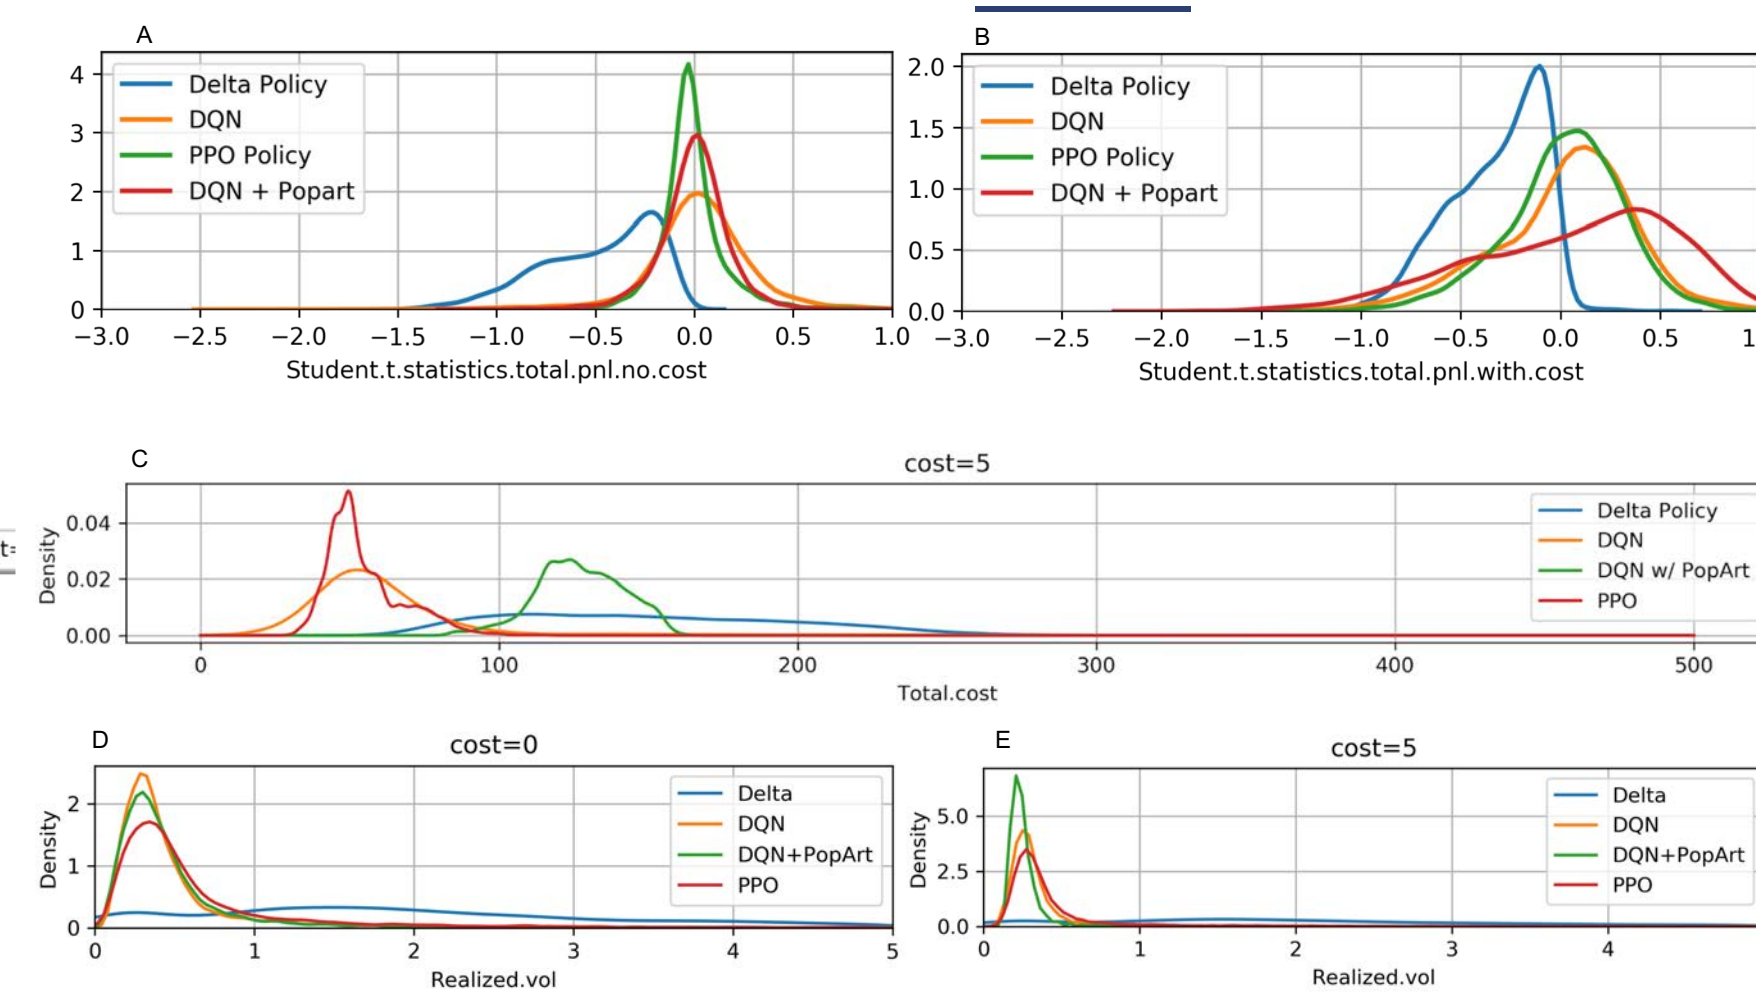 A
4
3
2
1
0
Delta Policy
DQN
PPO Policy
DQN + Popart
−3.0 −2.5 −2.0 −1.5 −1.0 −0.5 0.0 0.5 1.0
Student.t.statistics.total.pnl.no.cost
B
2.0
1.5
1.0
0.5
0.0
Delta Policy
DQN
PPO Policy
DQN + Popart
−3.0 −2.5 −2.0 −1.5 −1.0 −0.5 0.0 0.5 1
Student.t.statistics.total.pnl.with.cost
t=
C
cost=5
Density
0.04
0.02
0.00
Delta Policy
DQN
DQN w/ PopArt
PPO
0 100 200 300 400 500
Total.cost
D
cost=0
Density
2
1
0
Delta
DQN
DQN+PopArt
PPO
0 1 2 3 4 5
Realized.vol
E
cost=5
Density
5.0
2.5
0.0
Delta
DQN
DQN+PopArt
PPO
0 1 2 3 4
Realized.vol